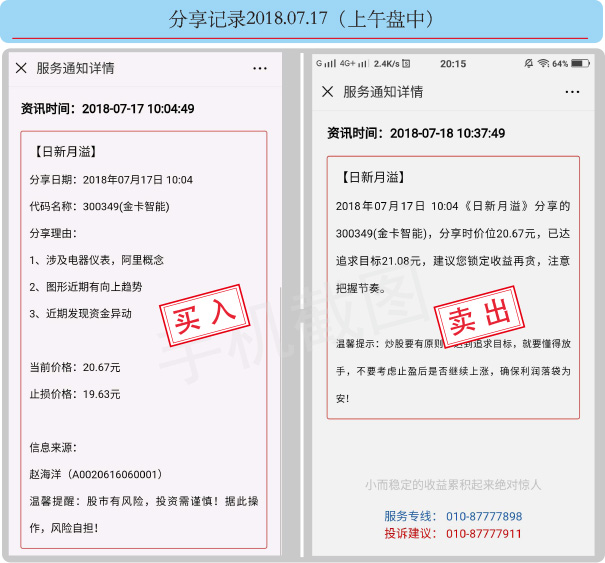 分享记录2018.07.17（上午盘中）
服务通知详情
资讯时间：2018-07-17 10:04:49
【日新月溢】
分享日期：2018年07月17日 10:04
代码名称：300349(金卡智能)
分享理由：
1、涉及电器仪表，阿里概念
2、图形近期有向上趋势
3、近期发现资金异动
买入
当前价格：20.67元
止损价格：19.63元
信息来源：
赵海洋（A0020616060001）
温馨提醒：股市有风险，投资需谨慎！据此操
作，风险自担！
G 4G+ 2.4K/s 20:15 64%
服务通知详情
资讯时间：2018-07-18 10:37:49
【日新月溢】
2018年07月17日 10:04《日新月溢》分享的
300349(金卡智能)，分享时价位20.67元，已达
追求目标21.08元，建议您锁定收益再贪，注意
把握节奏。
卖出
温馨提示：炒股要有原则 到追求目标，就要懂得放
手，不要考虑止盈后是否继续上涨，确保利润落袋为
安！
小而稳定的收益累积起来绝对惊人
服务专线： 010-87777898
投诉建议： 010-87777911
手机截图